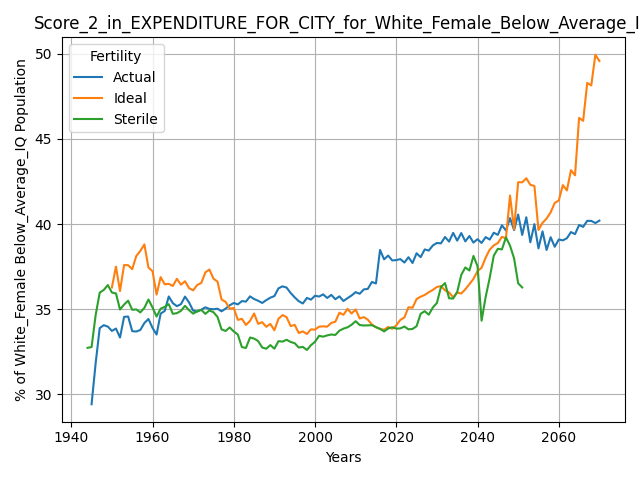 Score_2_in_EXPENDITURE_FOR_CITY_for_White_Female_Below_Average_I
Fertility
Actual
Ideal
Sterile
% of White_Female Below_Average_IQ Population
50
45
40
35
30
1940
1960
1980
2000
2020
2040
2060
Years